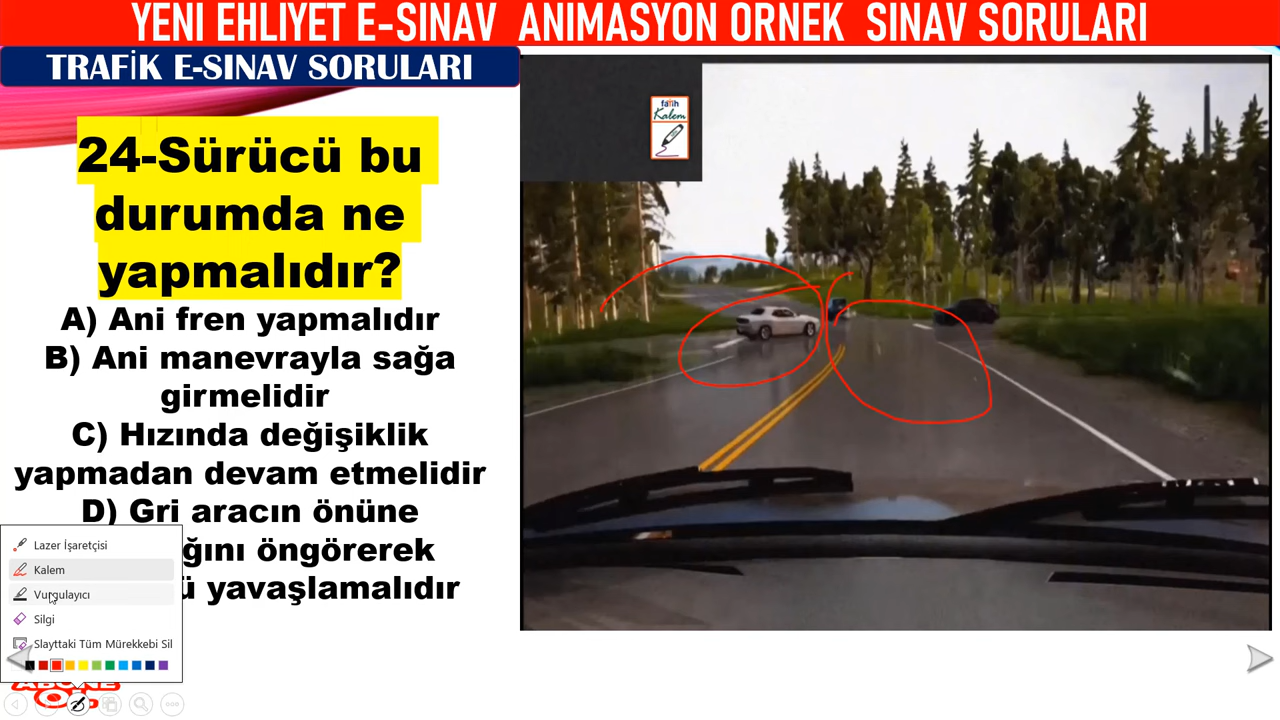 YENI EHLIYET E-SINAV ANIMASYON ORNEK SINAV SORULARI
TRAFİK E-SINAV SORULARI
fatih
Kalem
24-Sürücü bu
durumda ne
yapmalıdır?
A) Ani fren yapmalıdır
B) Ani manevrayla sağa
girmelidir
C) Hızında değişiklik
yapmadan devam etmelidir
D) Gri aracın önüne
ğını öngörerek
ü yavaşlamalıdır
Lazer İşaretçisi
Kalem
Vurgulayıcı
Silgi
Slayttaki Tüm Mürekkebi Sil